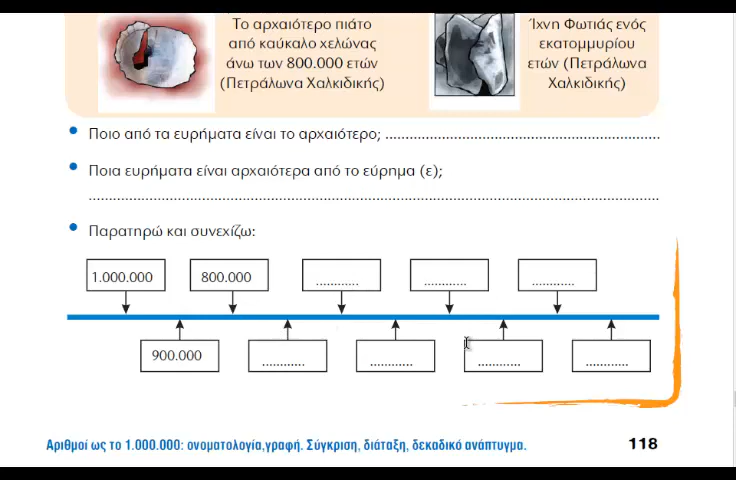 Το αρχαιότερο πιάτο
από καύκαλο χελώνας
άνω των 800.000 ετών
(Πετράλωνα Χαλκιδικής)
Ίχνη Φωτιάς ενός
εκατομμυρίου
ετών (Πετράλωνα
Χαλκιδικής)
• Ποιο από τα ευρήματα είναι το αρχαιότερο; ..............................................................
• Ποια ευρήματα είναι αρχαιότερα από το εύρημα (ε);
..............................................................................................................................
• Παρατηρώ και συνεχίζω:
1.000.000 800.000 ............ ............ ............
900.000 ............ ............ ............ ............
Αριθμοί ως το 1.000.000: ονοματολογία,γραφή. Σύγκριση, διάταξη, δεκαδικό ανάπτυγμα. 118